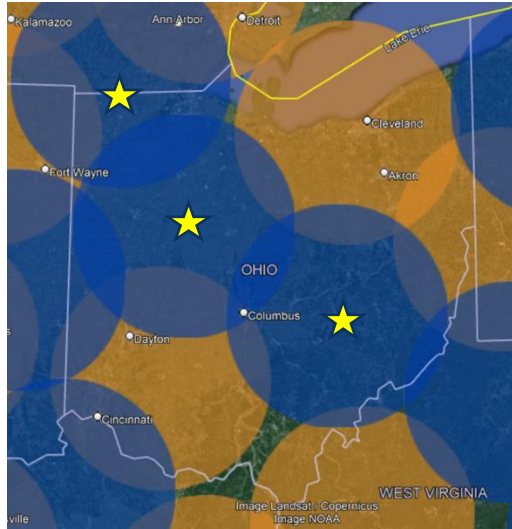 Kalamazoo
Ann Arbor
Detroit
Lake Erie
Cleveland
Fort Wayne
Akron
OHIO
Columbus
s
Dayton
Cincinnati
WEST VIRGINIA
Image Landsat / Copernicus
Image NOAA
sville